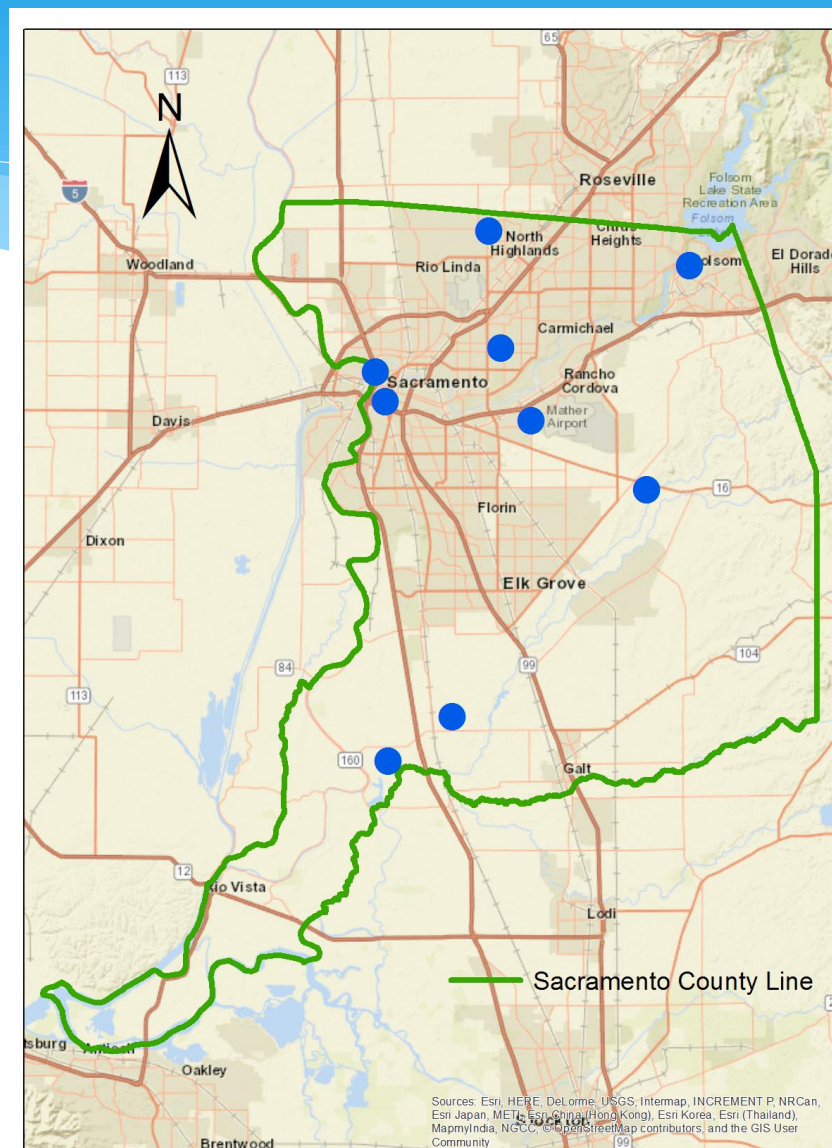 65
113
N
5
Roseville
Folsom
Lake State
Recreation Area
Folsom
North
Highlands
Citrus
Heights
Woodland
Rio Linda
Folsom
El Dorado
Hills
Carmichael
Sacramento
Rancho
Cordova
Davis
Mather
Airport
16
Florin
Dixon
Elk Grove
84
99
104
113
160
Galt
12
Rio Vista
Lodi
Sacramento County Line
tsburg
Antioch
Oakley
Sources: Esri, HERE, DeLorme, USGS, Intermap, INCREMENT P, NRCan,
Esri Japan, METI, Esri China (Hong Kong), Esri Korea, Esri (Thailand),
MapmyIndia, NGCC, © OpenStreetMap contributors, and the GIS User
Community
Stockton
Brentwood
99